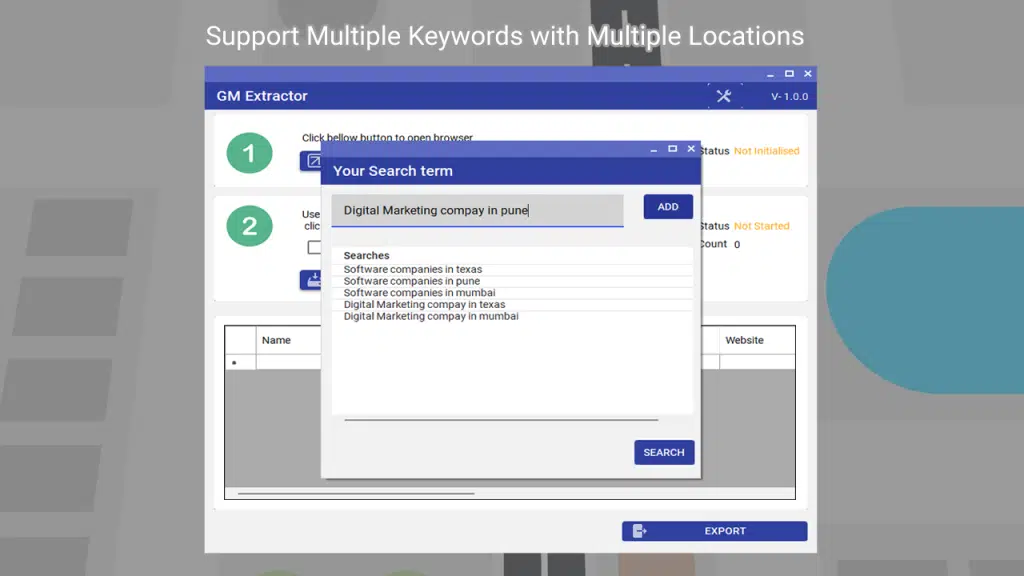 Support Multiple Keywords with Multiple Locations
GM Extractor
V- 1.0.0
1
Click bellow button to open browser
Status Not Initialised
Your Search term
Digital Marketing compay in pune
ADD
2
Use
clic
Status Not Started
Count 0
Searches
Software companies in texas
Software companies in pune
Software companies in mumbai
Digital Marketing compay in texas
Digital Marketing compay in mumbai
Name
Website
SEARCH
EXPORT